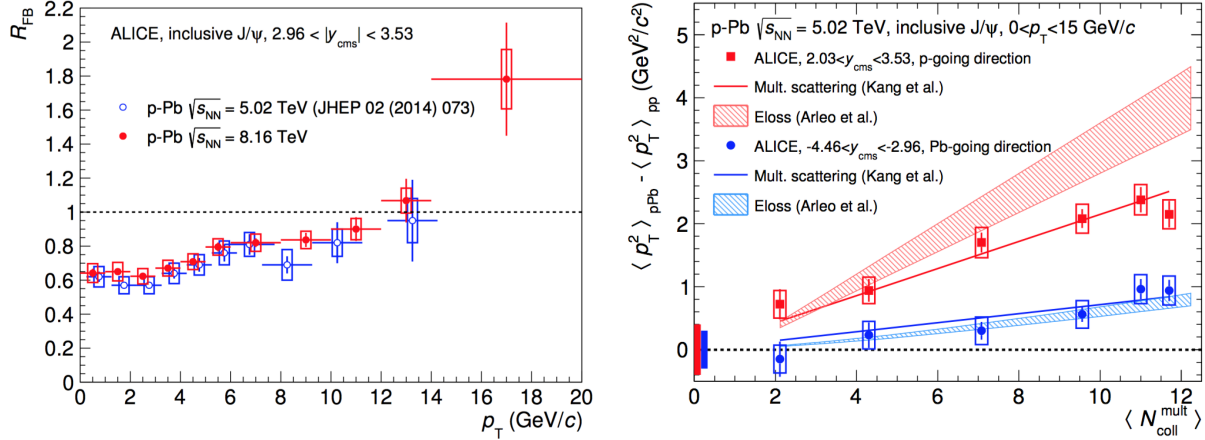 R_FB
2.2
2
1.8
1.6
1.4
1.2
1
0.8
0.6
0.4
0.2
0
ALICE, inclusive J/ψ, 2.96 < |y_cms| < 3.53
p-Pb √s_NN = 5.02 TeV (JHEP 02 (2014) 073)
p-Pb √s_NN = 8.16 TeV
0 2 4 6 8 10 12 14 16 18 20
p_T (GeV/c)
⟨ p_T^2 ⟩_pPb - ⟨ p_T^2 ⟩_pp (GeV²/c²)
5
4
3
2
1
0
p-Pb √s_NN = 5.02 TeV, inclusive J/ψ, 0<p_T<15 GeV/c
ALICE, 2.03<y_cms<3.53, p-going direction
Mult. scattering (Kang et al.)
Eloss (Arleo et al.)
ALICE, -4.46<y_cms<-2.96, Pb-going direction
Mult. scattering (Kang et al.)
Eloss (Arleo et al.)
0 2 4 6 8 10 12
⟨ N_coll^mult ⟩